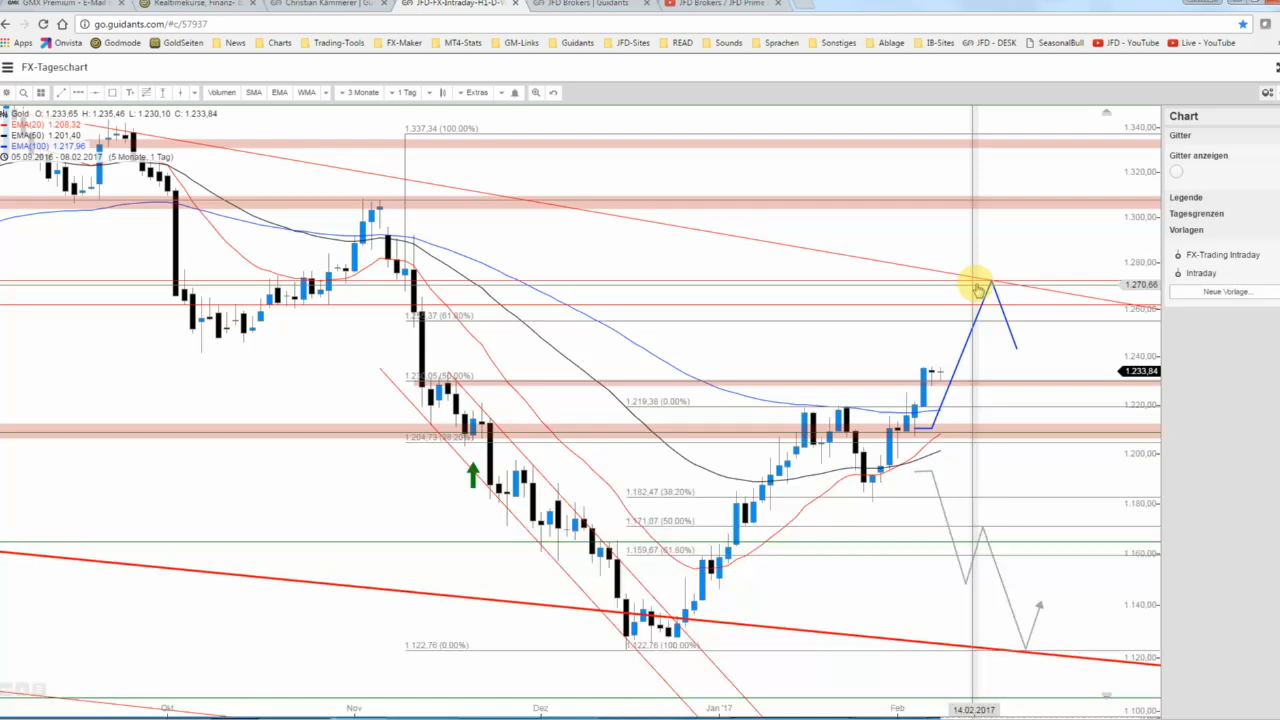 GMX Premium - E-Mail
Realtimekurse, Finanz- &
Christian Kämmerer | Gu
JFD-FX-Intraday-H1-D-W
JFD Brokers | Guidants
JFD Brokers / JFD Prime
go.guidants.com/#c/57937
Apps
Onvista
Godmode
GoldSeiten
News
Charts
Trading-Tools
FX-Maker
MT4-Stats
GM-Links
Guidants
JFD-Sites
READ
Sounds
Sprachen
Sonstiges
Ablage
IB-Sites
JFD - DESK
SeasonalBull
JFD - YouTube
Live - YouTube
FX-Tageschart
Volumen
SMA
EMA
WMA
3 Monate
1 Tag
Extras
Gold O: 1.233,65 H: 1.235,46 L: 1.230,10 C: 1.233,84
EMA(20) 1.208,32
EMA(50) 1.201,40
EMA(100) 1.217,96
05.09.2016 - 08.02.2017 (5 Monate, 1 Tag)
1.337,34 (100.00%)
(61.80%)
(50.00%)
1.219,38 (0.00%)
1.204,73 (38.20%)
1.182,47 (38,20%)
1.171,07 (50.00%)
1.159,67 (61.80%)
1.122,76 (0.00%)
1.122,76 (100.00%)
1.340,00
1.320,00
1.300,00
1.280,00
1.270,66
1.260,00
1.240,00
1.233,84
1.220,00
1.200,00
1.180,00
1.160,00
1.140,00
1.120,00
1.100,00
Okt
Nov
Dez
Jan '17
Feb
14.02.2017
Chart
Gitter
Gitter anzeigen
Legende
Tagesgrenzen
Vorlagen
FX-Trading Intraday
Intraday
Neue Vorlage...